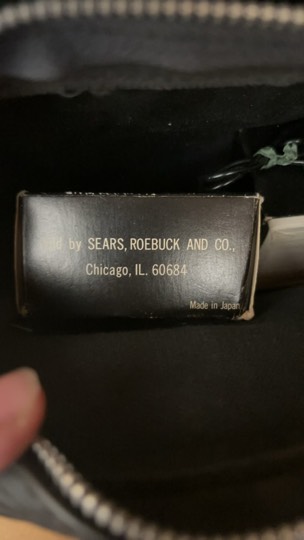 by SEARS, ROEBUCK AND CO.,
Chicago, IL. 60684
Made in Japan